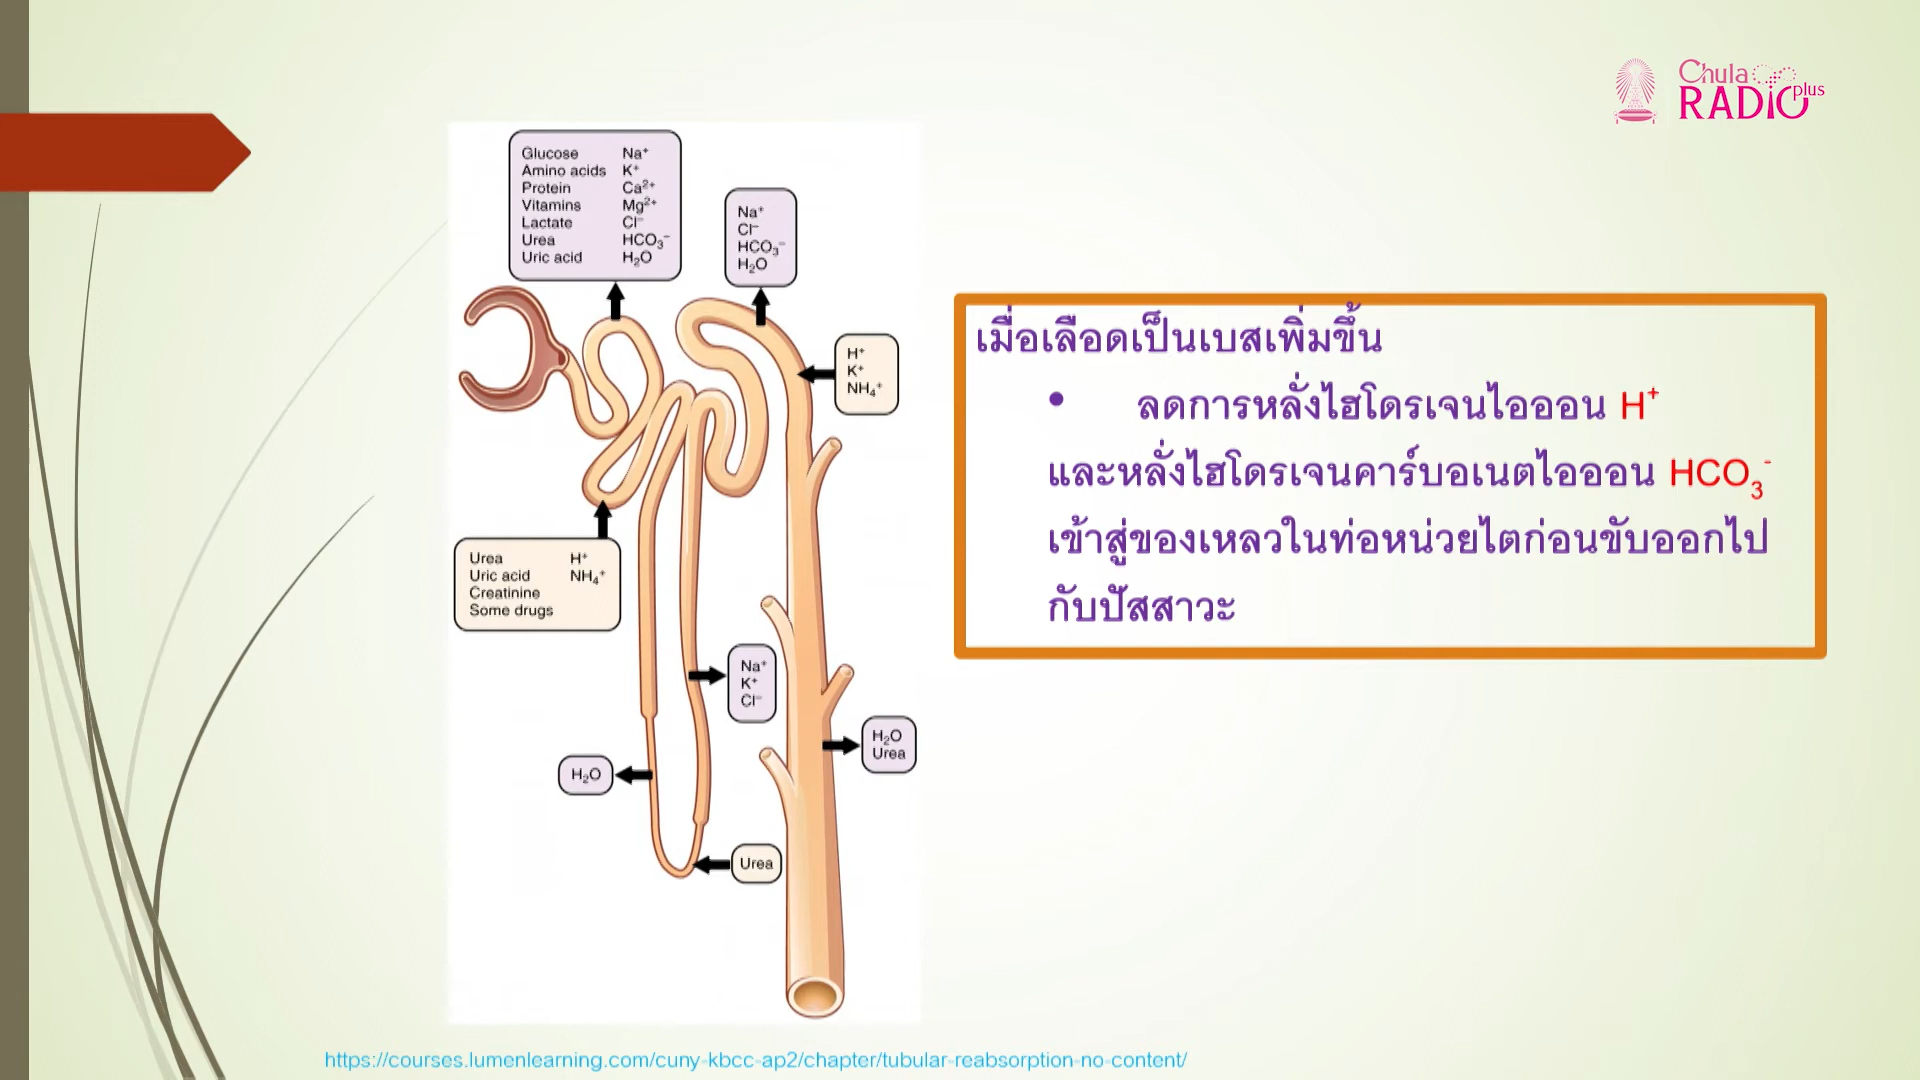 Chula
RADIO plus
Glucose Na⁺
Amino acids K⁺
Protein Ca²⁺
Vitamins Mg²⁺
Lactate Cl⁻
Urea HCO₃⁻
Uric acid H₂O
Na⁺
Cl⁻
HCO₃⁻
H₂O
H⁺
K⁺
NH₄⁺
เมื่อเลือดเป็นเบสเพิ่มขึ้น
• ลดการหลั่งไฮโดรเจนไอออน H⁺
และหลั่งไฮโดรเจนคาร์บอเนตไอออน HCO₃⁻
เข้าสู่ของเหลวในท่อหน่วยไตก่อนขับออกไป
กับปัสสาวะ
Urea H⁺
Uric acid NH₄⁺
Creatinine
Some drugs
Na⁺
K⁺
Cl⁻
H₂O
Urea
H₂O
Urea
https://courses.lumenlearning.com/cuny-kbcc-ap2/chapter/tubular-reabsorption-no-content/